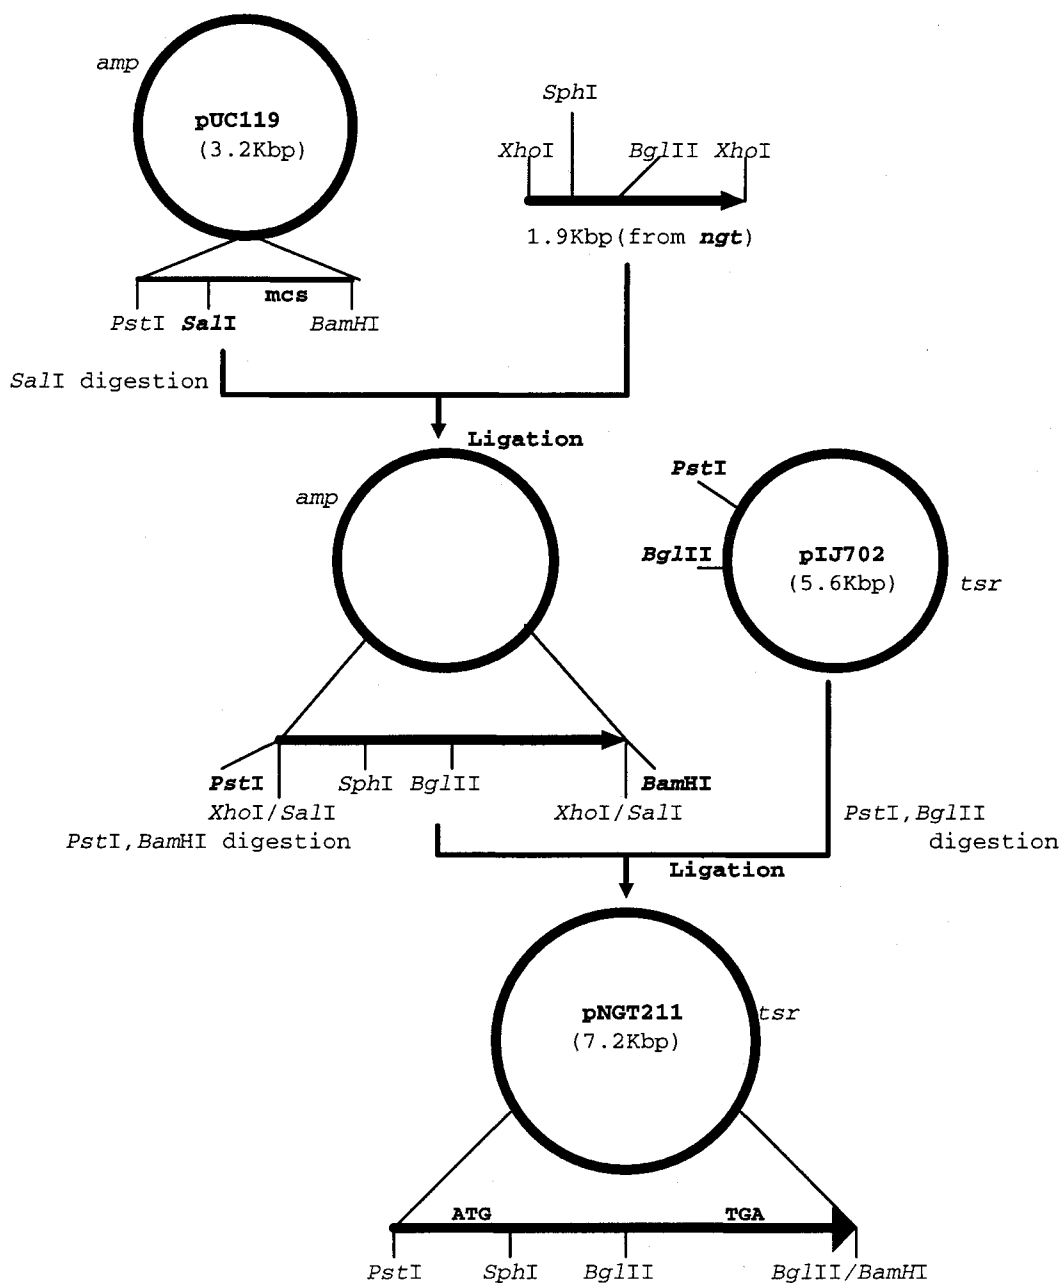 amp
pUC119
(3.2Kbp)
SphI
XhoI BglII XhoI
1.9Kbp(from ngt)
mcs
PstI SalI BamHI
SalI digestion
Ligation
amp
PstI
BglII
pIJ702
(5.6Kbp)
tsr
PstI SphI BglII BamHI
XhoI/SalI XhoI/SalI
PstI,BamHI digestion
PstI,BglII
digestion
Ligation
pNGT211
(7.2Kbp)
tsr
ATG TGA
PstI SphI BglII BglII/BamHI